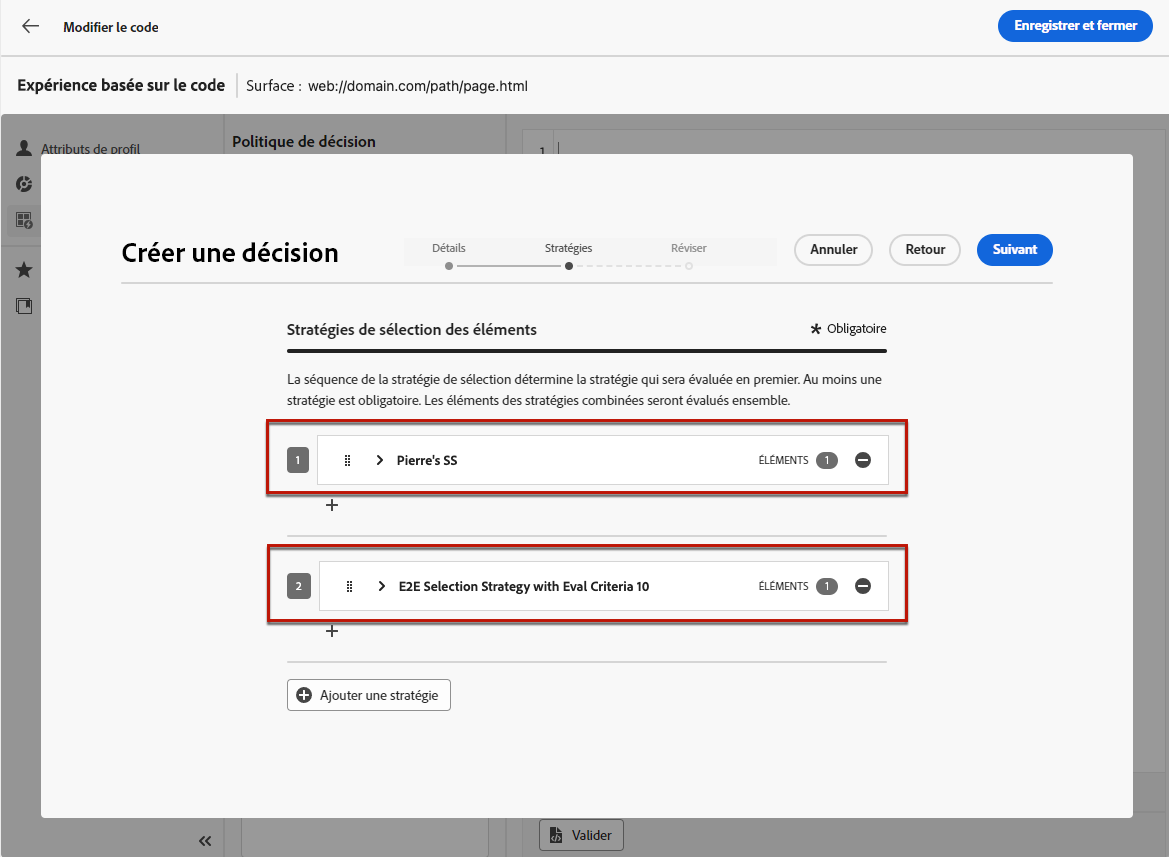 Modifier le code
Enregistrer et fermer
Expérience basée sur le code
Surface : web://domain.com/path/page.html
Attributs de profil
Politique de décision
1
Créer une décision
Détails
Stratégies
Réviser
Annuler
Retour
Suivant
Stratégies de sélection des éléments
* Obligatoire
La séquence de la stratégie de sélection détermine la stratégie qui sera évaluée en premier. Au moins une
stratégie est obligatoire. Les éléments des stratégies combinées seront évalués ensemble.
1
Pierre's SS
ÉLÉMENTS 1
2
E2E Selection Strategy with Eval Criteria 10
ÉLÉMENTS 1
Ajouter une stratégie
Valider